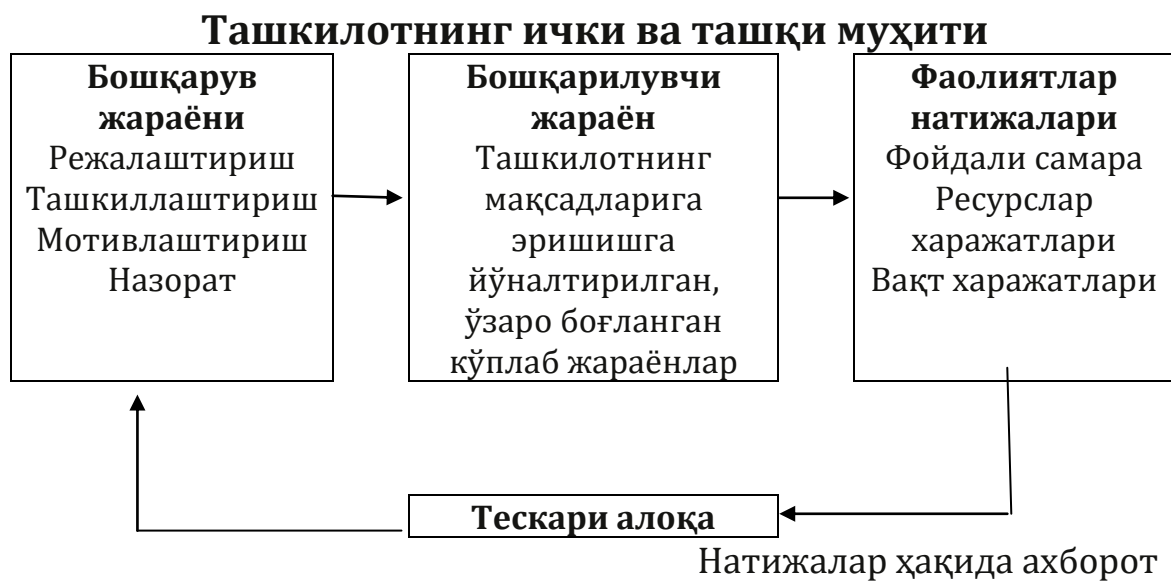 Ташкилотнинг ички ва ташқи муҳити
Бошқарув
жараёни
Режалаштириш
Ташкиллаштириш
Мотивлаштириш
Назорат
Бошқарилувчи
жараён
Ташкилотнинг
мақсадларига
эришишга
йўналтирилган,
ўзаро боғланган
кўплаб жараёнлар
Фаолиятлар
натижалари
Фойдали самара
Ресурслар
харажатлари
Вақт харажатлари
Тескари алоқа
Натижалар ҳақида ахборот